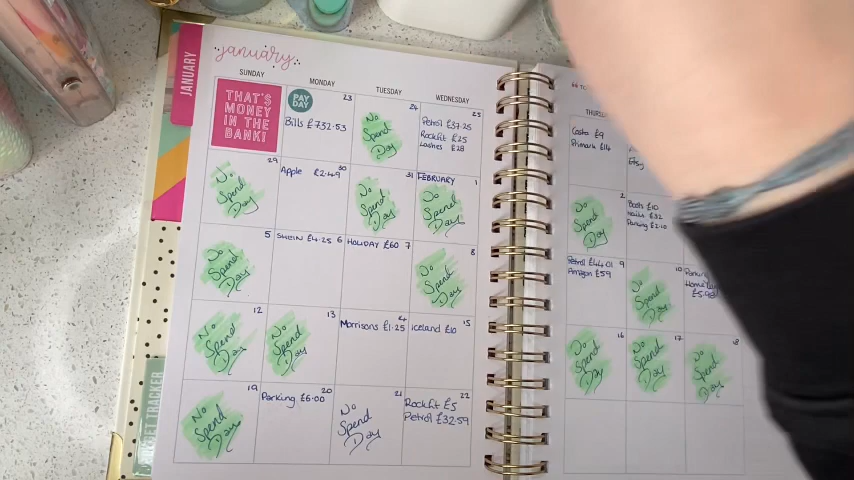 january
JANUARY
SUNDAY
MONDAY
TUESDAY
WEDNESDAY
THAT'S
MONEY
IN THE
BANK!
PAY
DAY
23
Bills £732.53
24
No
Spend
Day
25
Petrol £37.25
Rockfit £25
Lashes £28
Costa £9
Primark £14
29
No
Spend
Day
30
Apple £2.49
31
No
Spend
Day
FEBRUARY 1
No
Spend
Day
2
No
Spend
Day
Boots £10
Nails £32
Parking £2.10
5
No
Spend
Day
SHEIN £4.25 6
HOLIDAY £60 7
8
No
Spend
Day
Petrol £44.01 9
Amazon £59
10
No
Spend
Day
Parking
12
No
Spend
Day
13
No
Spend
Day
Morrisons £1.25
Iceland £10 15
16
No
Spend
Day
17
No
Spend
Day
No
Spend
Day
19
No
Spend
Day
20
Parking £6.00
21
No
Spend
Day
22
Rockfit £5
Petrol £32.59